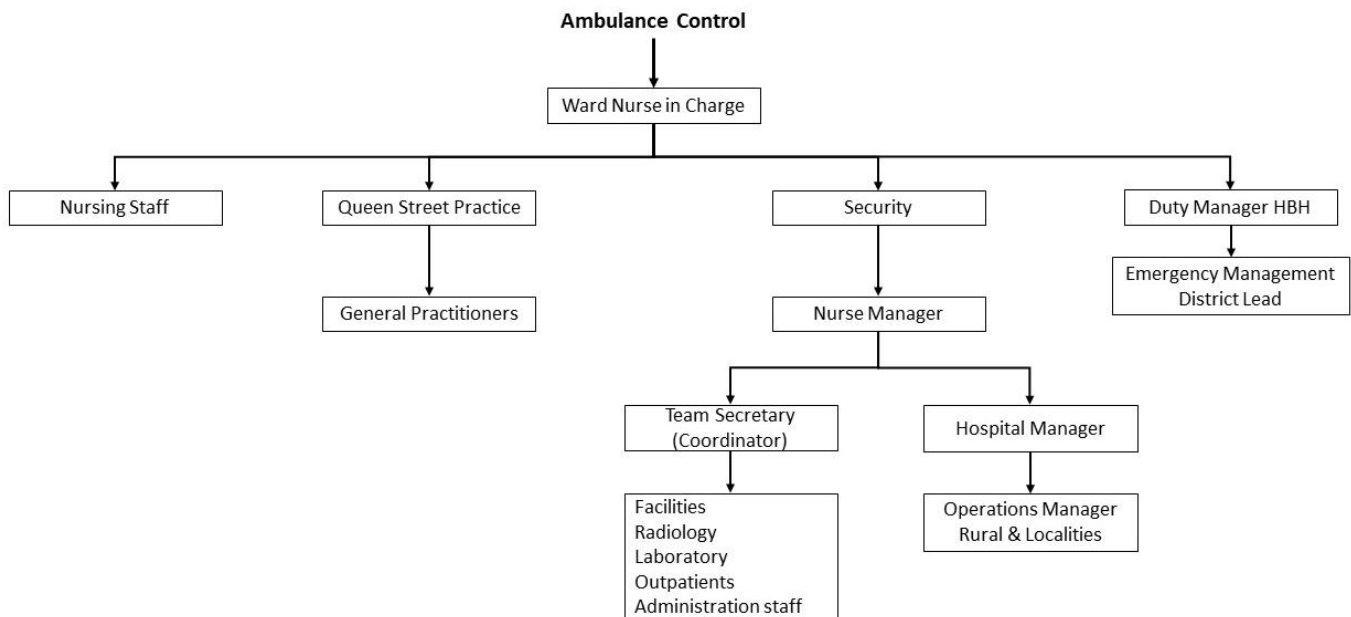 Ambulance Control
Ward Nurse in Charge
Nursing Staff
Queen Street Practice
Security
Duty Manager HBH
Emergency Management
District Lead
General Practitioners
Nurse Manager
Team Secretary
(Coordinator)
Hospital Manager
Facilities
Radiology
Laboratory
Outpatients
Administration staff
Operations Manager
Rural & Localities